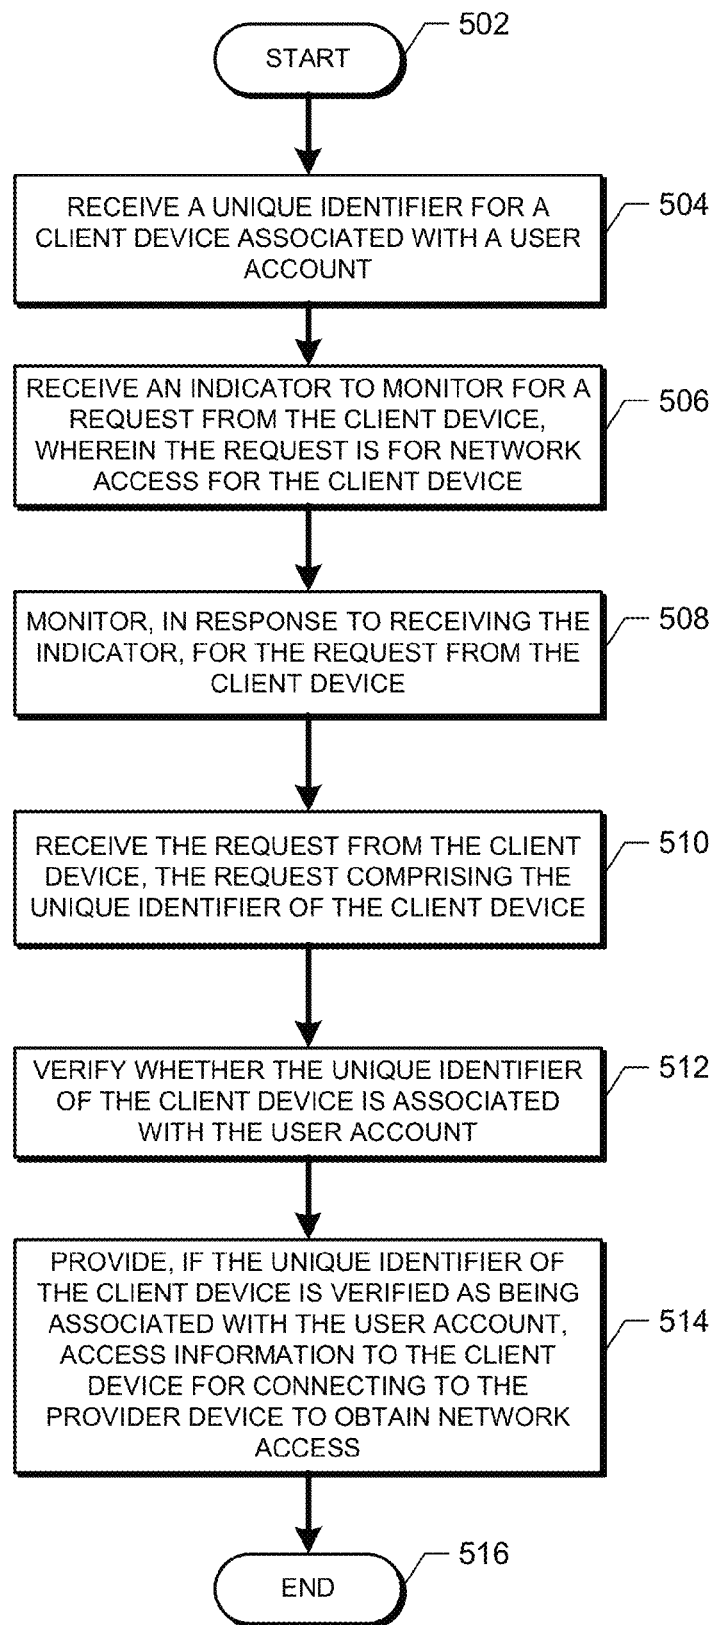 START
502
RECEIVE A UNIQUE IDENTIFIER FOR A
CLIENT DEVICE ASSOCIATED WITH A USER
ACCOUNT
504
RECEIVE AN INDICATOR TO MONITOR FOR A
REQUEST FROM THE CLIENT DEVICE,
WHEREIN THE REQUEST IS FOR NETWORK
ACCESS FOR THE CLIENT DEVICE
506
MONITOR, IN RESPONSE TO RECEIVING THE
INDICATOR, FOR THE REQUEST FROM THE
CLIENT DEVICE
508
RECEIVE THE REQUEST FROM THE CLIENT
DEVICE, THE REQUEST COMPRISING THE
UNIQUE IDENTIFIER OF THE CLIENT DEVICE
510
VERIFY WHETHER THE UNIQUE IDENTIFIER
OF THE CLIENT DEVICE IS ASSOCIATED
WITH THE USER ACCOUNT
512
PROVIDE, IF THE UNIQUE IDENTIFIER OF
THE CLIENT DEVICE IS VERIFIED AS BEING
ASSOCIATED WITH THE USER ACCOUNT,
ACCESS INFORMATION TO THE CLIENT
DEVICE FOR CONNECTING TO THE
PROVIDER DEVICE TO OBTAIN NETWORK
ACCESS
514
END
516